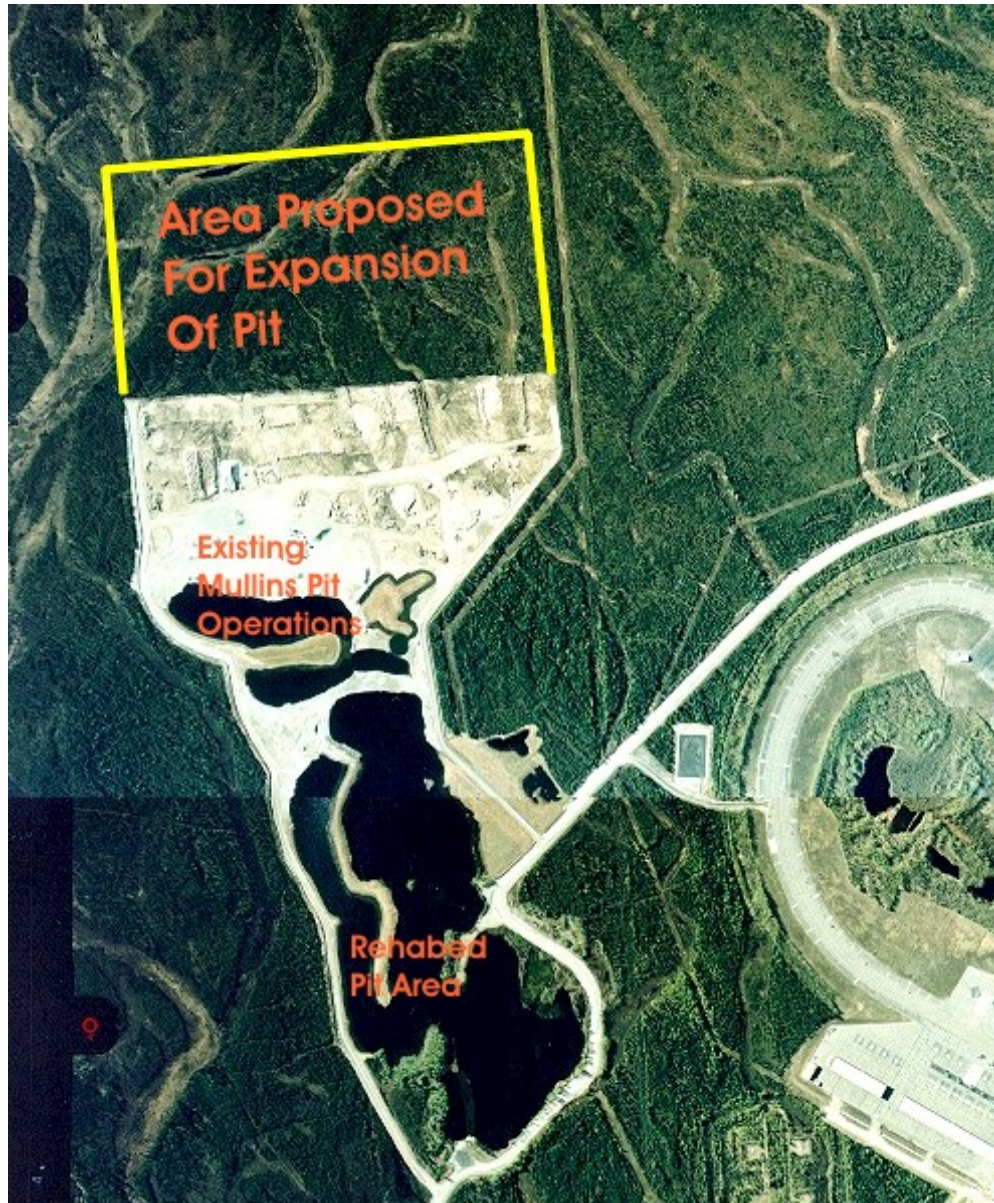 Area Proposed
For Expansion
Of Pit
Existing
Mullins Pit
Operations
Rehabed
Pit Area